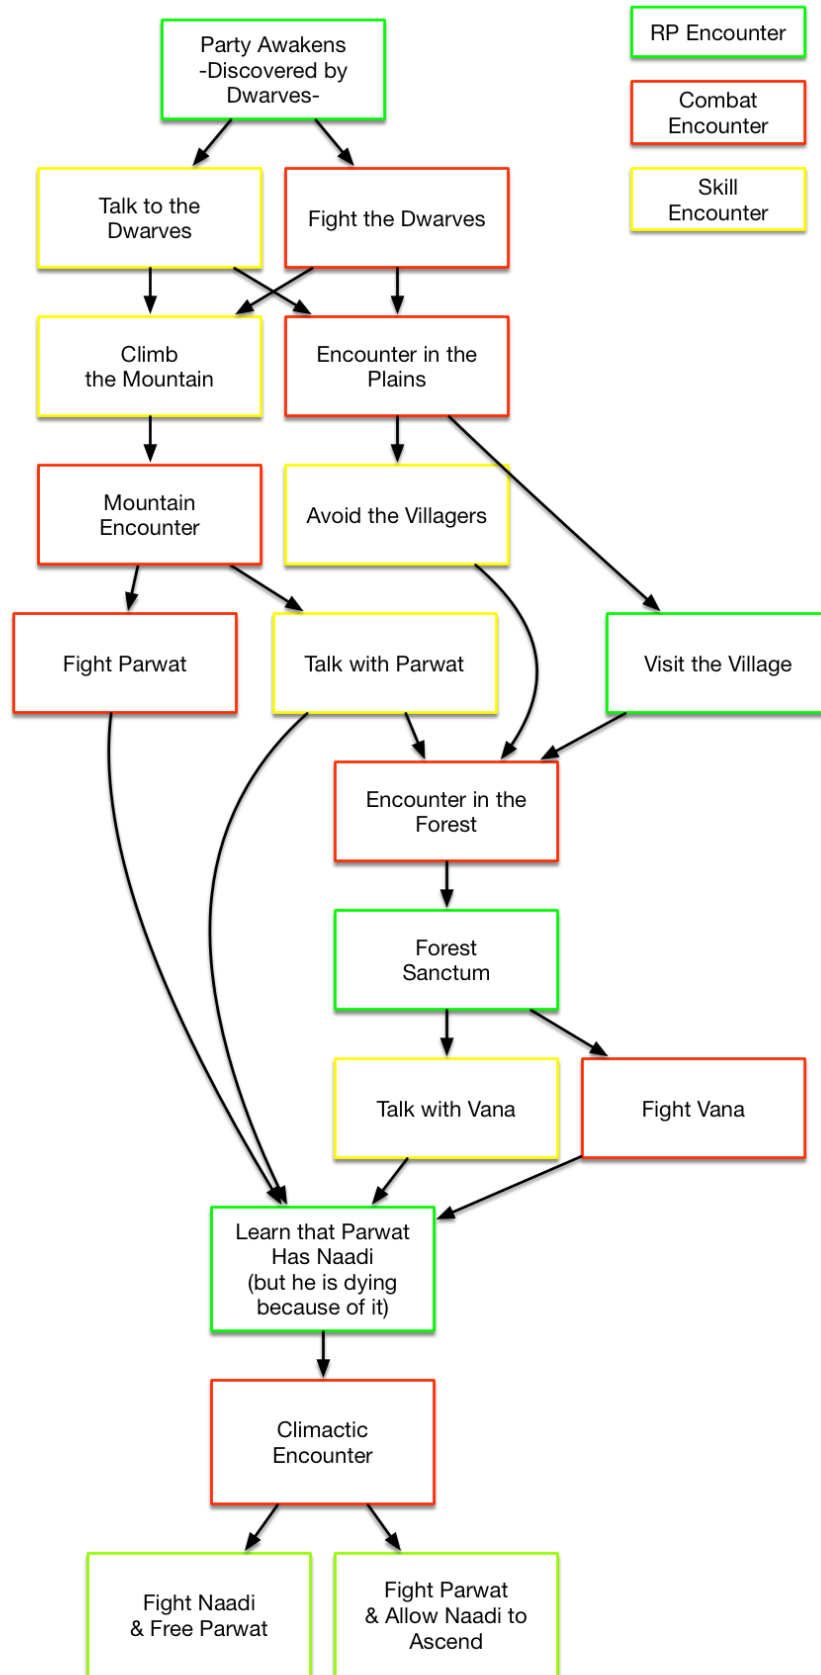 Party Awakens
-Discovered by
Dwarves-
RP Encounter
Combat
Encounter
Skill
Encounter
Talk to the
Dwarves
Fight the Dwarves
Climb
the Mountain
Encounter in the
Plains
Mountain
Encounter
Avoid the Villagers
Fight Parwat
Talk with Parwat
Visit the Village
Encounter in the
Forest
Forest
Sanctum
Talk with Vana
Fight Vana
Learn that Parwat
Has Naadi
(but he is dying
because of it)
Climactic
Encounter
Fight Naadi
& Free Parwat
Fight Parwat
& Allow Naadi to
Ascend